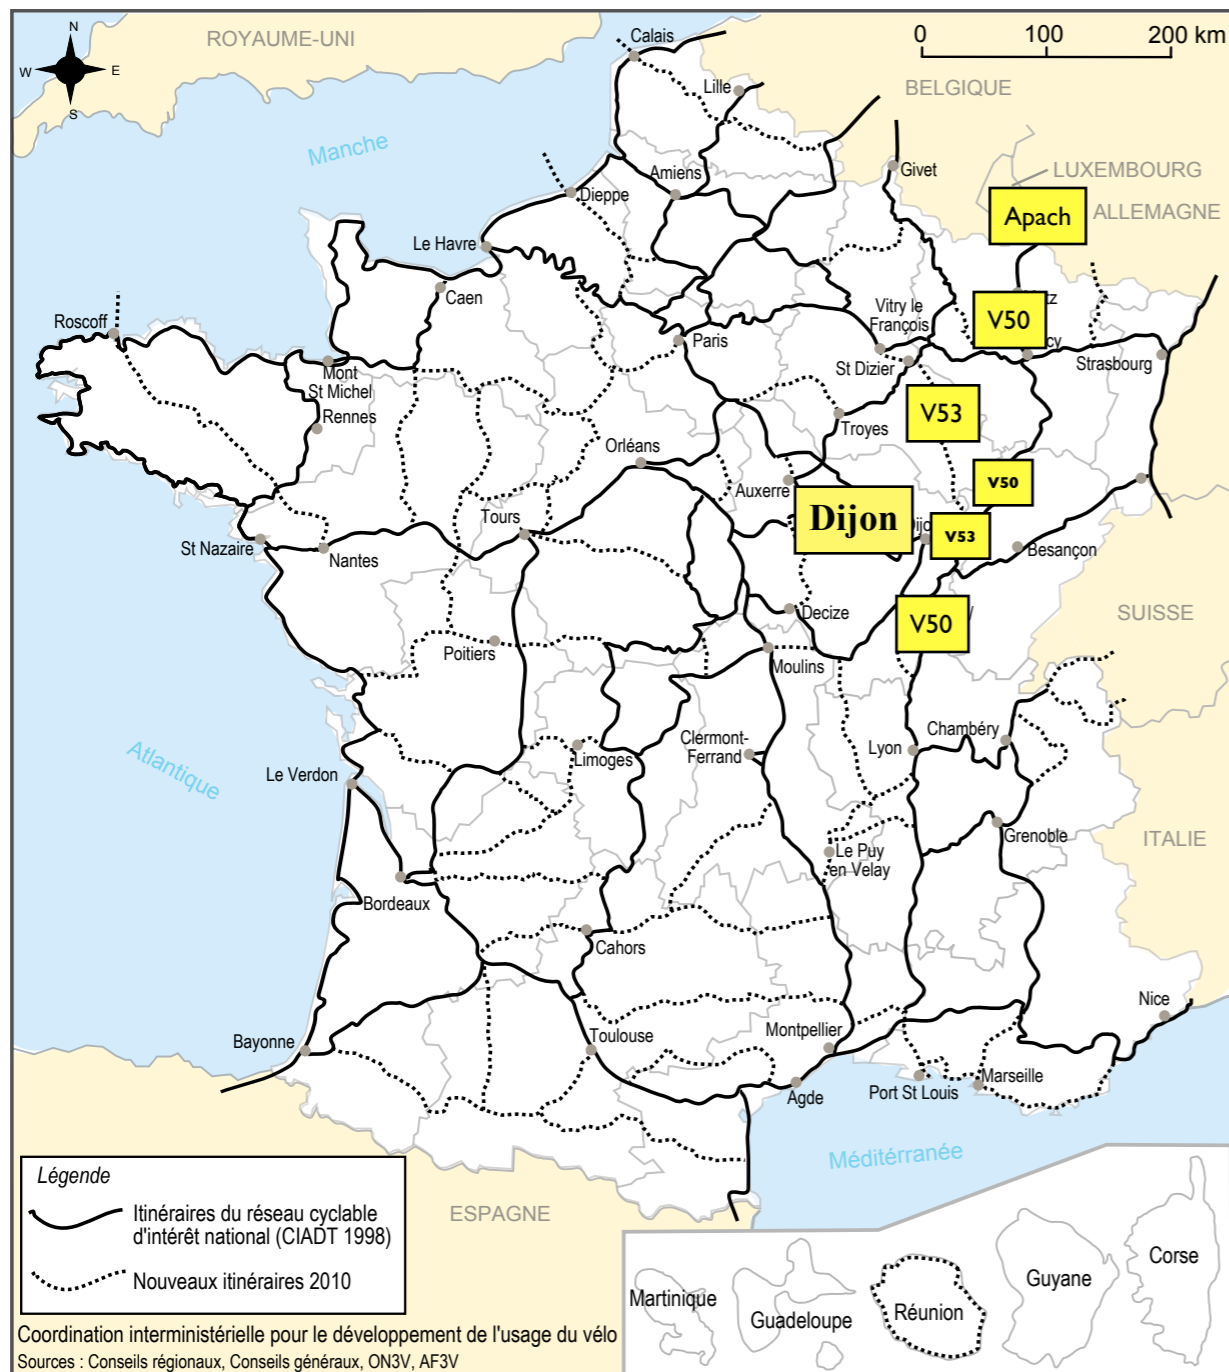 N
W
E
S
ROYAUME-UNI
Calais
0
100
200 km
Lille
BELGIQUE
Manche
Amiens
Givet
LUXEMBOURG
Dieppe
Apach
ALLEMAGNE
Le Havre
Caen
Vitry le
François
V50
Roscoff
Paris
St Dizier
Strasbourg
Mont
St Michel
Rennes
V53
Troyes
Orléans
Auxerre
V50
Dijon
V53
Tours
St Nazaire
Nantes
Besançon
Decize
V50
SUISSE
Poitiers
Moulins
Chambéry
Clermont-
Ferrand
Lyon
Atlantique
Limoges
Le Verdon
Grenoble
ITALIE
Le Puy
en Velay
Bordeaux
Cahors
Nice
Bayonne
Toulouse
Montpellier
Marseille
Agde
Port St Louis
Méditérranée
Légende
Itinéraires du réseau cyclable
d'intérêt national (CIADT 1998)
Nouveaux itinéraires 2010
ESPAGNE
Corse
Guyane
Martinique
Guadeloupe
Réunion
Coordination interministérielle pour le développement de l'usage du vélo
Sources : Conseils régionaux, Conseils généraux, ON3V, AF3V